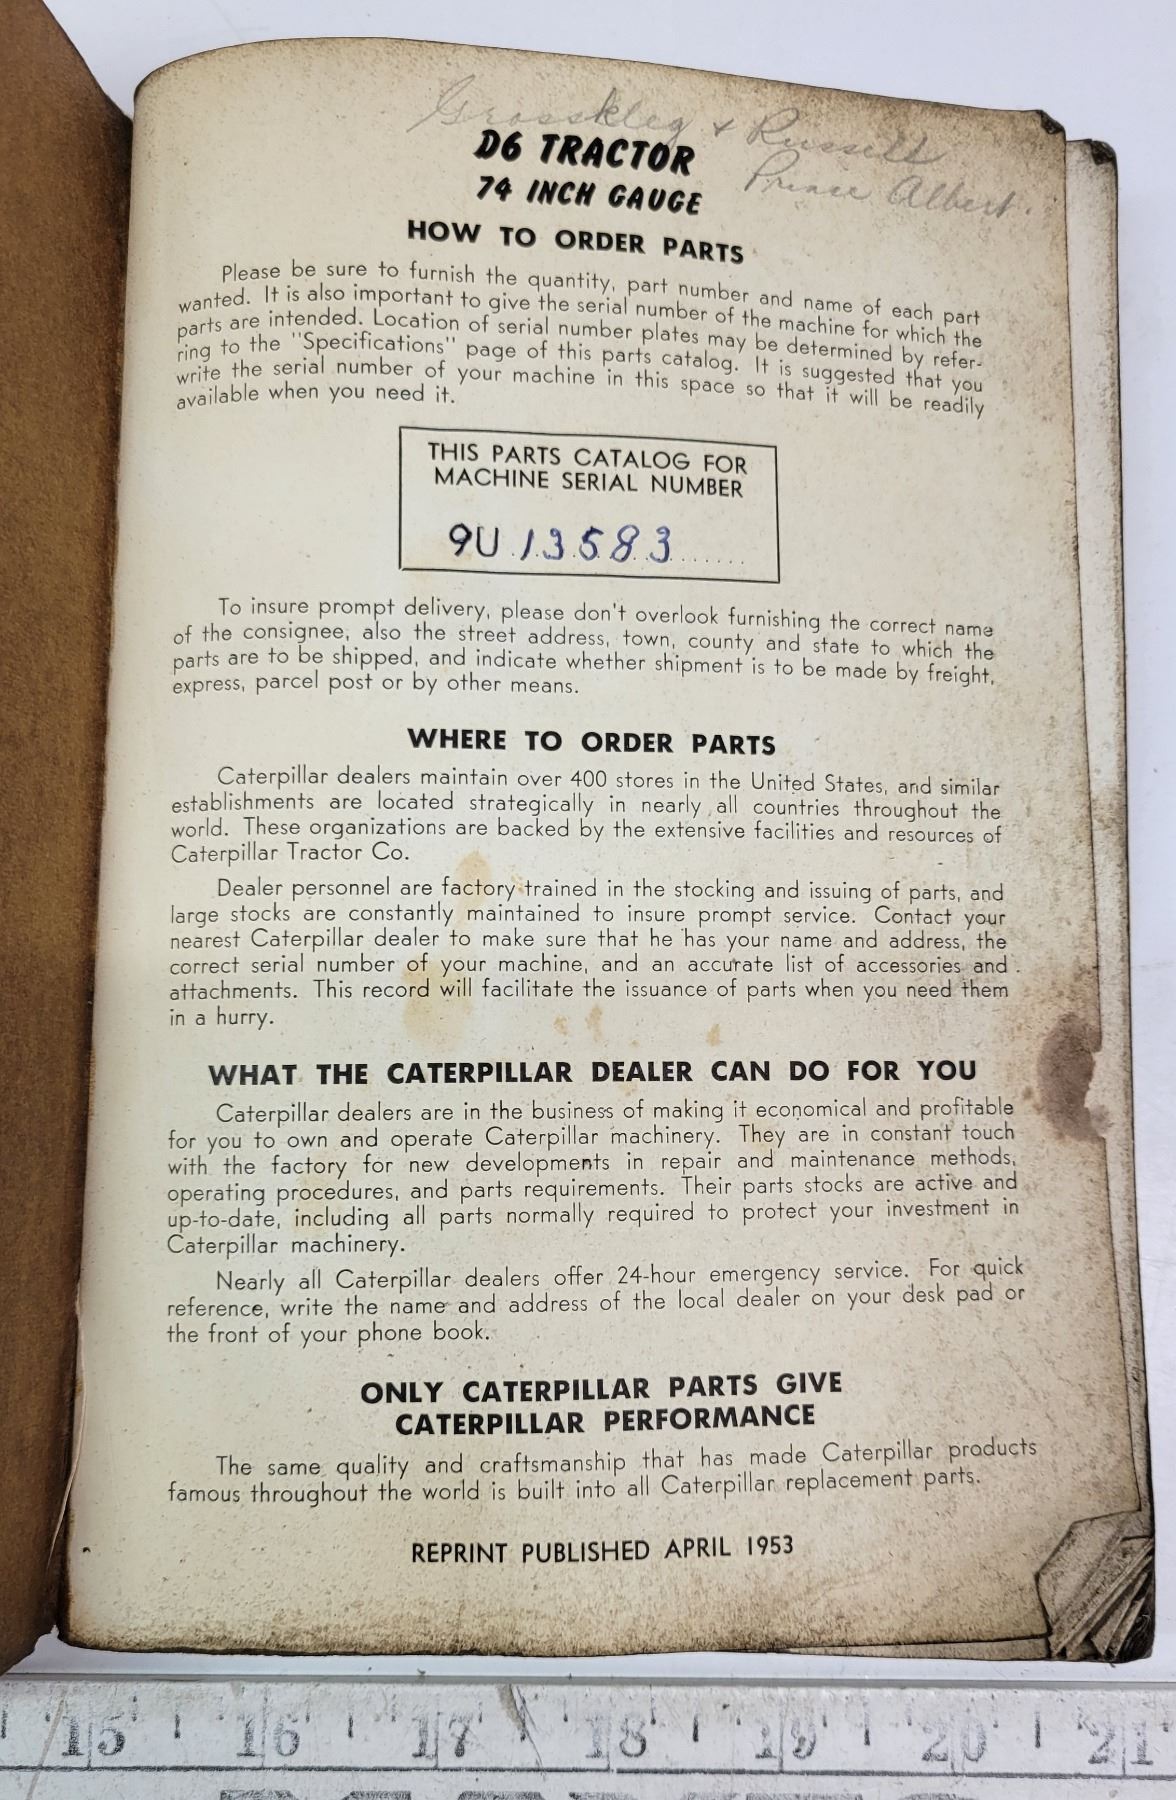 Grosskleg & Russell
Prince Albert.
D6 TRACTOR
74 INCH GAUGE
HOW TO ORDER PARTS
Please be sure to furnish the quantity, part number and name of each part
wanted. It is also important to give the serial number of the machine for which the
parts are intended. Location of serial number plates may be determined by refer-
ring to the "Specifications" page of this parts catalog. It is suggested that you
write the serial number of your machine in this space so that it will be readily
available when you need it.
THIS PARTS CATALOG FOR
MACHINE SERIAL NUMBER
9U 13583
To insure prompt delivery, please don't overlook furnishing the correct name
of the consignee, also the street address, town, county and state to which the
parts are to be shipped, and indicate whether shipment is to be made by freight,
express, parcel post or by other means.
WHERE TO ORDER PARTS
Caterpillar dealers maintain over 400 stores in the United States, and similar
establishments are located strategically in nearly all countries throughout the
world. These organizations are backed by the extensive facilities and resources of
Caterpillar Tractor Co.
Dealer personnel are factory trained in the stocking and issuing of parts, and
large stocks are constantly maintained to insure prompt service. Contact your
nearest Caterpillar dealer to make sure that he has your name and address, the
correct serial number of your machine, and an accurate list of accessories and
attachments. This record will facilitate the issuance of parts when you need them
in a hurry.
WHAT THE CATERPILLAR DEALER CAN DO FOR YOU
Caterpillar dealers are in the business of making it economical and profitable
for you to own and operate Caterpillar machinery. They are in constant touch
with the factory for new developments in repair and maintenance methods,
operating procedures, and parts requirements. Their parts stocks are active and
up-to-date, including all parts normally required to protect your investment in
Caterpillar machinery.
Nearly all Caterpillar dealers offer 24-hour emergency service. For quick
reference, write the name and address of the local dealer on your desk pad or
the front of your phone book.
ONLY CATERPILLAR PARTS GIVE
CATERPILLAR PERFORMANCE
The same quality and craftsmanship that has made Caterpillar products
famous throughout the world is built into all Caterpillar replacement parts.
REPRINT PUBLISHED APRIL 1953
15 16 17 18 19 20 21